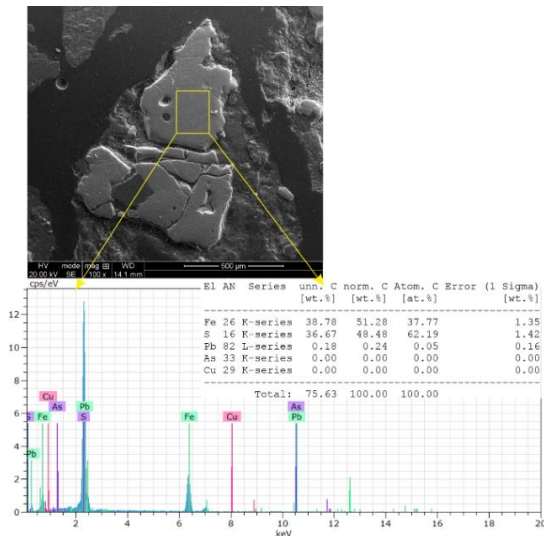 HV mode mag ⊞ WD
20.00 kV SE 100 x 14.1 mm
500 µm
El AN Series unn. C norm. C Atom. C Error (1 Sigma)
[wt.%] [wt.%] [at.%] [wt.%]
Fe 26 K-series 38.78 51.28 37.77 1.35
S 16 K-series 36.67 48.48 62.19 1.42
Pb 82 L-series 0.18 0.24 0.05 0.16
As 33 K-series 0.00 0.00 0.00 0.00
Cu 29 K-series 0.00 0.00 0.00 0.00
Total: 75.63 100.00 100.00
cps/eV
12
10
8
6
4
2
0
S Fe Cu As Pb S Fe Cu As Pb
Pb
2 4 6 8 10 12 14 16 18 20
keV